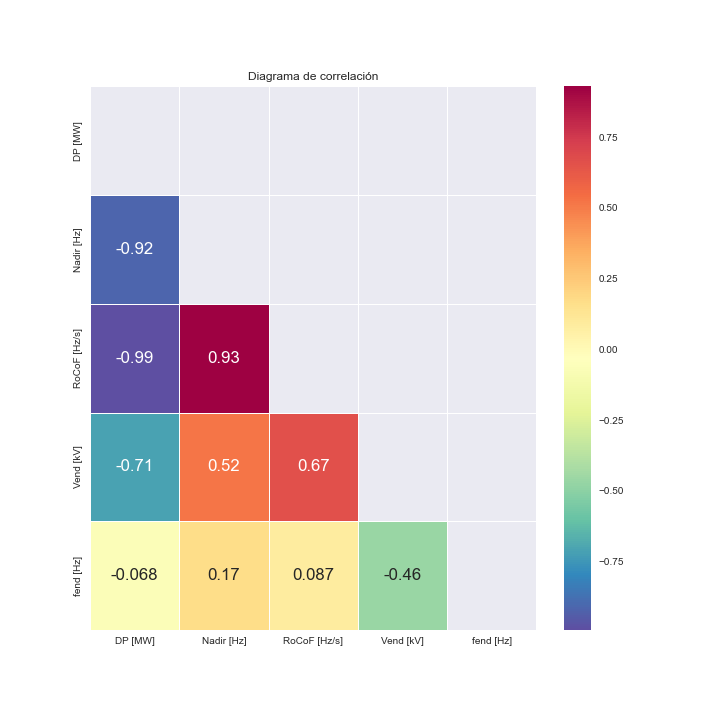 Diagrama de correlación
DP [MW]
Nadir [Hz]
-0.92
RoCoF [Hz/s]
-0.99 0.93
Vend [kV]
-0.71 0.52 0.67
fend [Hz]
-0.068 0.17 0.087 -0.46
DP [MW] Nadir [Hz] RoCoF [Hz/s] Vend [kV] fend [Hz]
0.75
0.50
0.25
0.00
−0.25
−0.50
−0.75